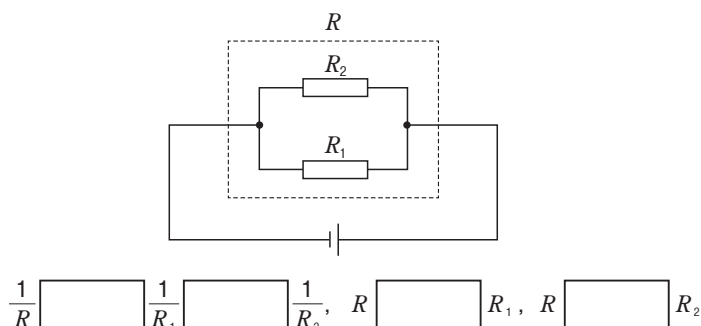 R
R₂
R₁
1/R 1/R₁ 1/R₂, R R₁, R R₂